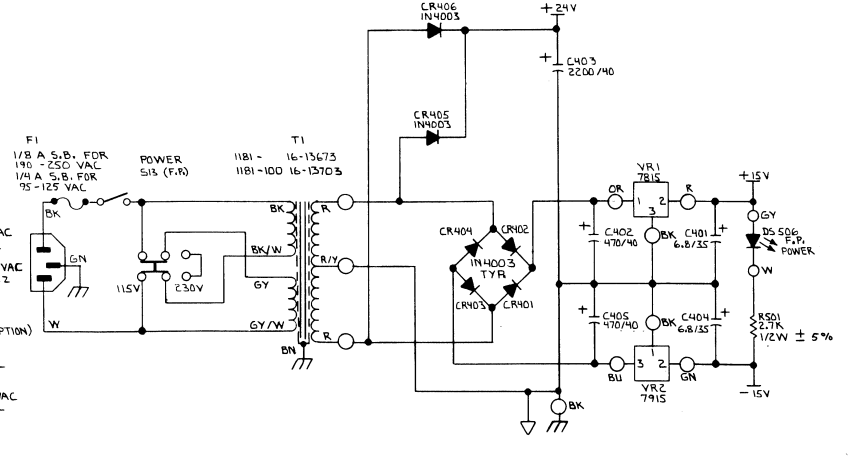 CR406
1N4003
+24V
+
C403
2200/40
CR405
1N4003
F1
1/8 A S.B. FOR
190 -250 VAC
1/4 A S.B. FOR
95-125 VAC
POWER
S13 (F.P.)
T1
1181 - 16-13673
1181-100 16-13703
VR1
7815
+15V
BK
BK
R
OR
1 2
3
R
GY
CR404
CR402
+
C402
470/40
BK
C401
6.8/35
+
DS 506
F.P.
POWER
AC
VAC
2
GN
BK/W
R/Y
1N4003
TYR
W
115V
230V
GY
CR403
CR401
+
C405
470/40
BK
C404
6.8/35
+
R501
2.7K
1/2W ± 5%
PTION)
W
GY/W
R
BN
1
3 2
BU
GN
VR2
7915
-15V
VAC
BK